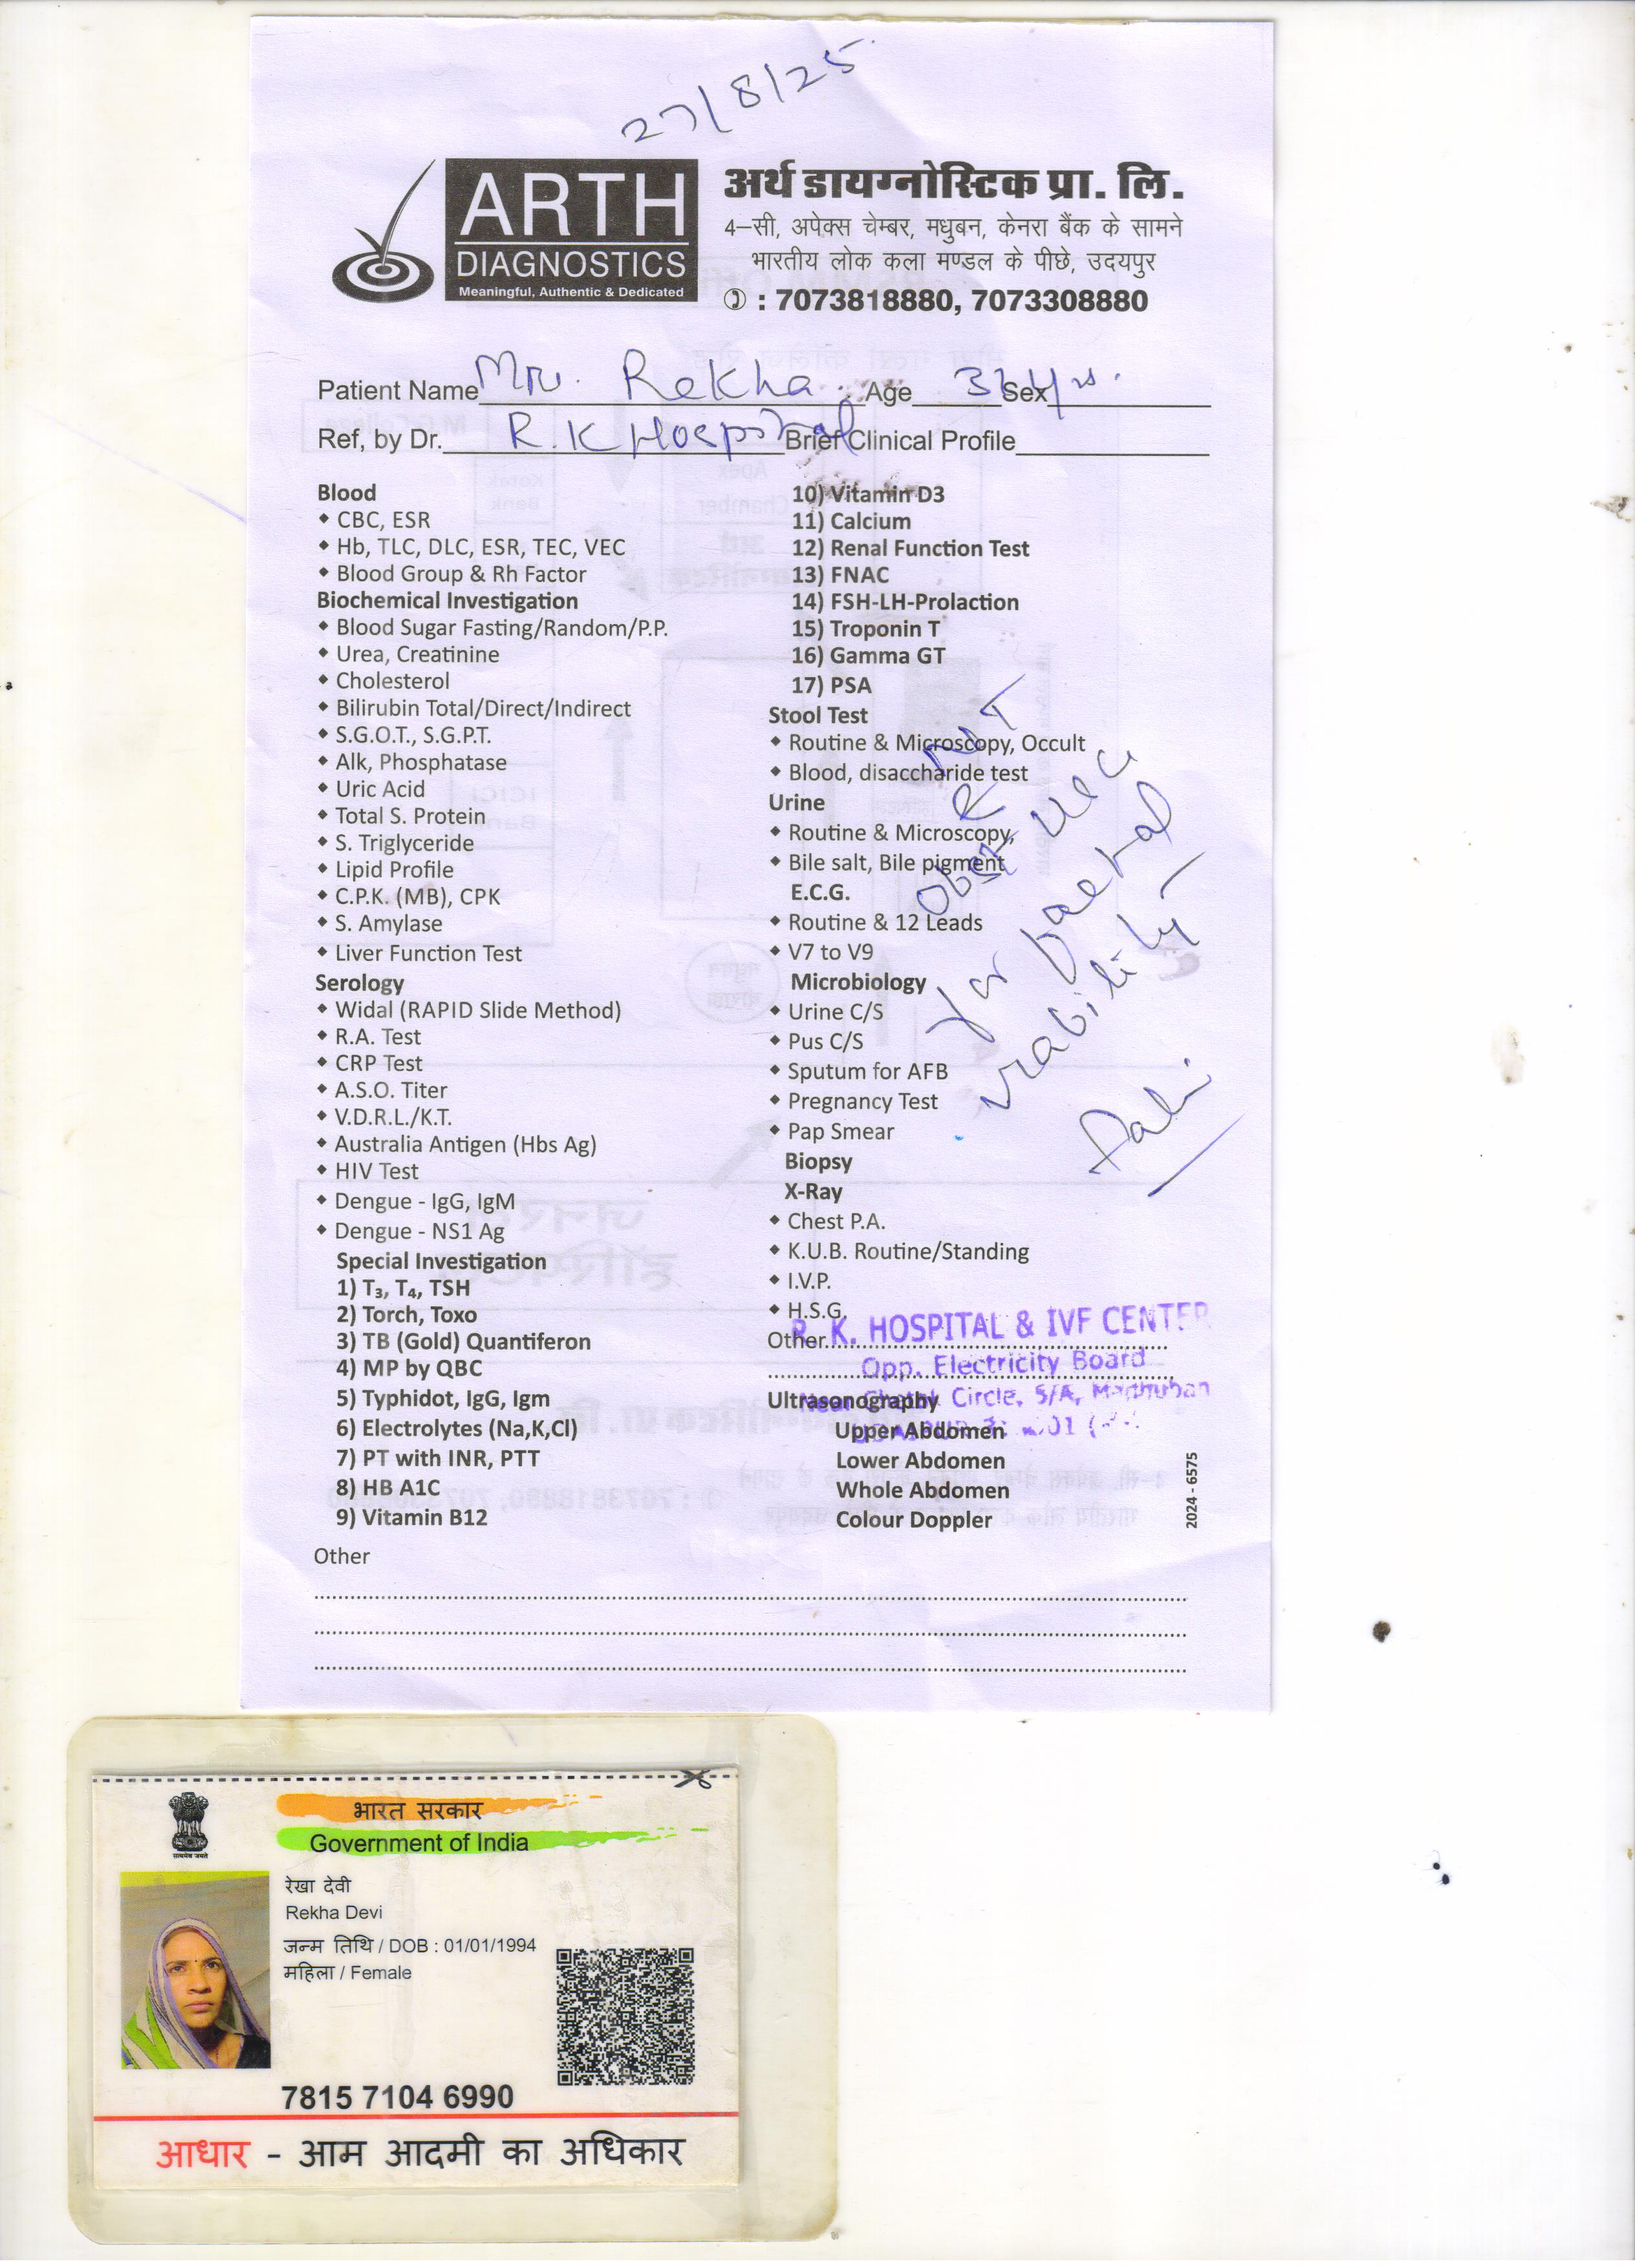 27/8/25
ARTH
DIAGNOSTICS
Meaningful, Authentic & Dedicated
अर्थ डायग्नोस्टिक प्रा. लि.
4–सी, अपेक्स चेम्बर, मधुबन, केनरा बैंक के सामने
भारतीय लोक कला मण्डल के पीछे, उदयपुर
: 7073818880, 7073308880
Patient Name Rekha Age Sex yrs.
Ref, by Dr. R.K Hospital Brief Clinical Profile
Blood
CBC, ESR
Hb, TLC, DLC, ESR, TEC, VEC
Blood Group & Rh Factor
Biochemical Investigation
Blood Sugar Fasting/Random/P.P.
Urea, Creatinine
Cholesterol
Bilirubin Total/Direct/Indirect
S.G.O.T., S.G.P.T.
Alk, Phosphatase
Uric Acid
Total S. Protein
S. Triglyceride
Lipid Profile
C.P.K. (MB), CPK
S. Amylase
Liver Function Test
Serology
Widal (RAPID Slide Method)
R.A. Test
CRP Test
A.S.O. Titer
V.D.R.L./K.T.
Australia Antigen (Hbs Ag)
HIV Test
Dengue - IgG, IgM
Dengue - NS1 Ag
Special Investigation
1) T₃, T₄, TSH
2) Torch, Toxo
3) TB (Gold) Quantiferon
4) MP by QBC
5) Typhidot, IgG, Igm
6) Electrolytes (Na,K,Cl)
7) PT with INR, PTT
8) HB A1C
9) Vitamin B12
10) Vitamin D3
11) Calcium
12) Renal Function Test
13) FNAC
14) FSH-LH-Prolaction
15) Troponin T
16) Gamma GT
17) PSA
Stool Test
Routine & Microscopy, Occult
Blood, disaccharide test
Urine
Routine & Microscopy,
Bile salt, Bile pigment
E.C.G.
Routine & 12 Leads
V7 to V9
Microbiology
Urine C/S
Pus C/S
Sputum for AFB
Pregnancy Test
Pap Smear
Biopsy
X-Ray
Chest P.A.
K.U.B. Routine/Standing
I.V.P.
H.S.G.
Other
Ultrasonography
Upper Abdomen
Lower Abdomen
Whole Abdomen
Colour Doppler
R NT
Obst
for
viability
R. K. HOSPITAL & IVF CENTER
Opp. Electricity Board
Near Circle, 5/A, Madhuban
2024 - 6575
Other
भारत सरकार
Government of India
सत्यमेव जयते
रेखा देवी
Rekha Devi
जन्म तिथि / DOB : 01/01/1994
महिला / Female
7815 7104 6990
आधार - आम आदमी का अधिकार